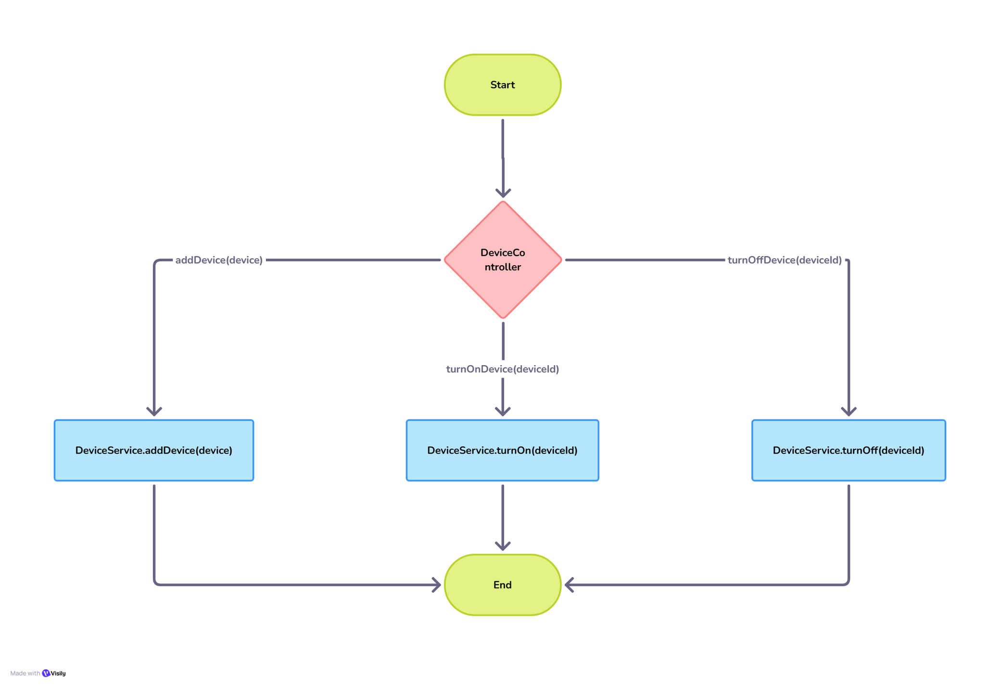 Start
DeviceCo
ntroller
addDevice(device)
turnOffDevice(deviceId)
turnOnDevice(deviceId)
DeviceService.addDevice(device)
DeviceService.turnOn(deviceId)
DeviceService.turnOff(deviceId)
End
Made with Visily